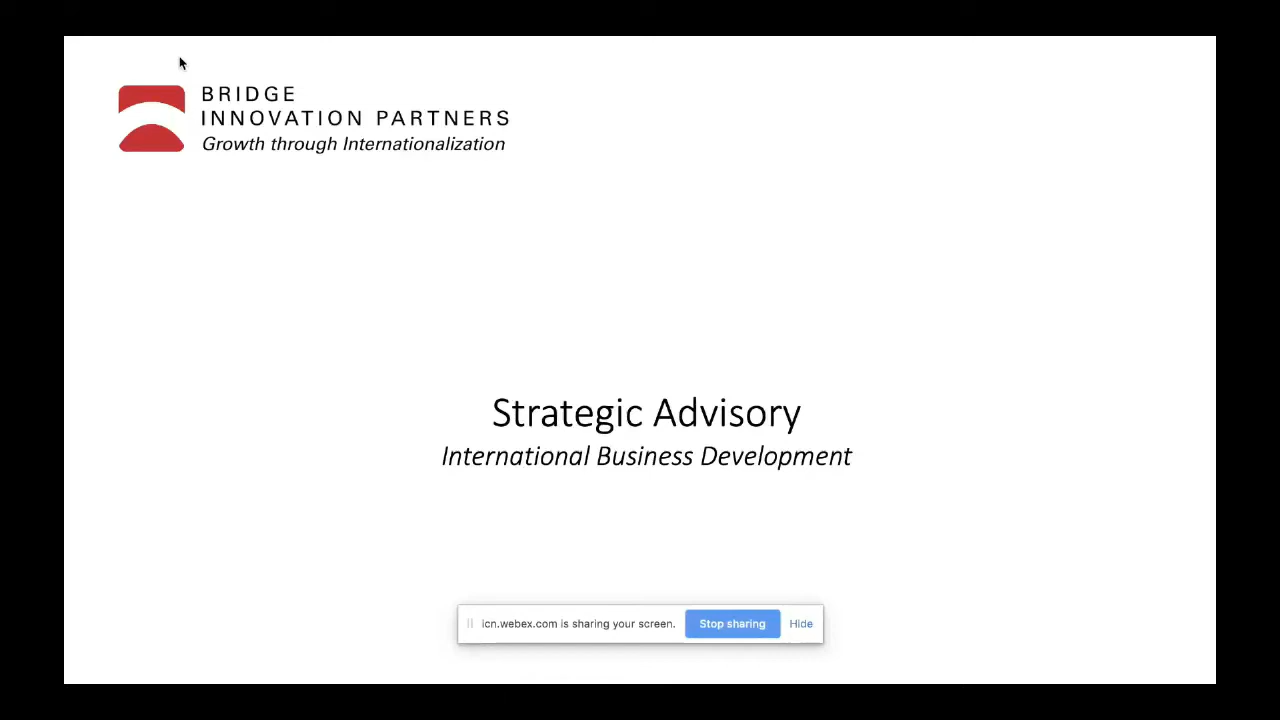 BRIDGE
INNOVATION PARTNERS
Growth through Internationalization
Strategic Advisory
International Business Development
icn.webex.com is sharing your screen. Stop sharing Hide